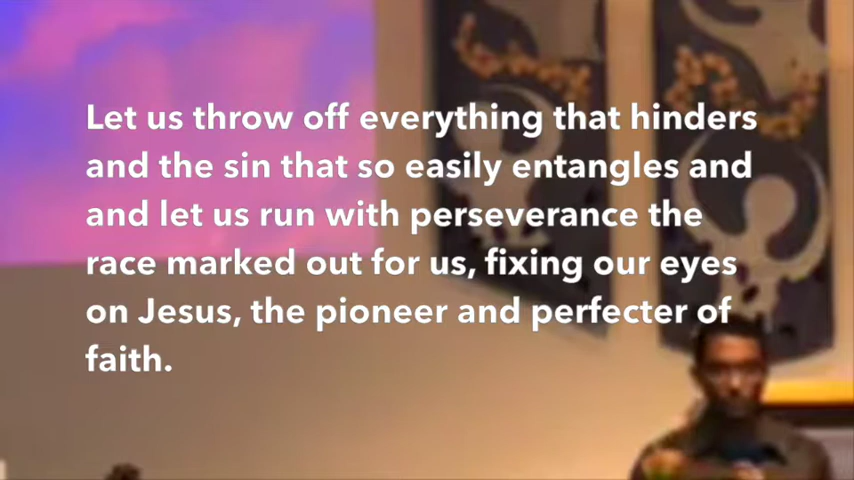 Let us throw off everything that hinders
and the sin that so easily entangles and
and let us run with perseverance the
race marked out for us, fixing our eyes
on Jesus, the pioneer and perfecter of
faith.